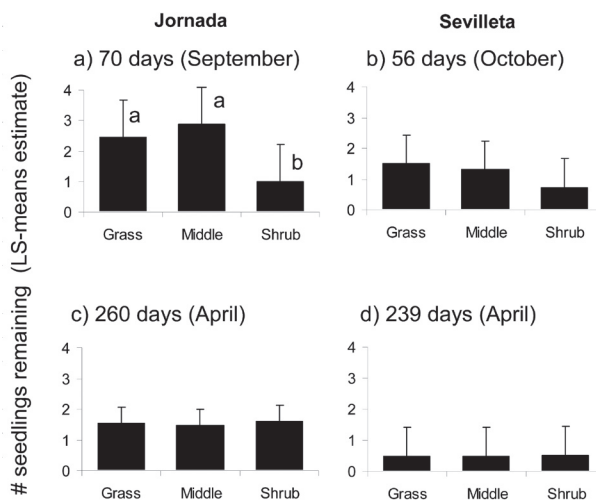 Jornada
Sevilleta
a) 70 days (September)
b) 56 days (October)
# seedlings remaining (LS-means estimate)
4
3
2
1
0
a
a
b
Grass
Middle
Shrub
4
3
2
1
0
Grass
Middle
Shrub
c) 260 days (April)
d) 239 days (April)
4
3
2
1
0
Grass
Middle
Shrub
4
3
2
1
0
Grass
Middle
Shrub